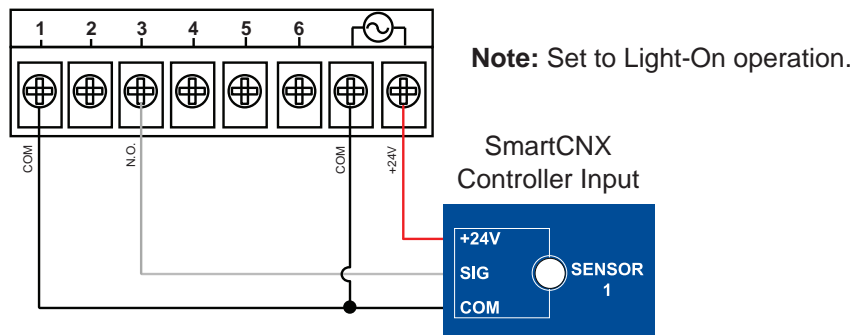 1 2 3 4 5 6
Note: Set to Light-On operation.
COM
N.O.
COM
+24V
SmartCNX
Controller Input
+24V
SIG
COM
SENSOR
1